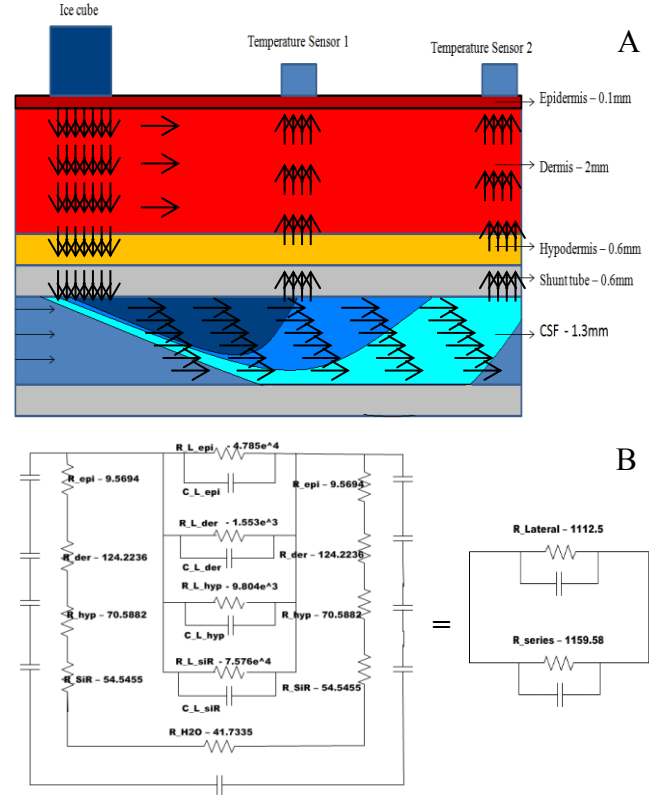 A
Ice cube
Temperature Sensor 1
Temperature Sensor 2
Epidermis – 0.1mm
Dermis – 2mm
Hypodermis – 0.6mm
Shunt tube – 0.6mm
CSF - 1.3mm
B
R_L_epi - 4.785e^4
C_L_epi
R_epi – 9.5694
R_epi – 9.5694
R_L_der - 1.553e^3
C_L_der
R_der – 124.2236
R_der – 124.2236
R_L_hyp - 9.804e^3
C_L_hyp
R_hyp – 70.5882
R_hyp – 70.5882
R_L_siR - 7.576e^4
C_L_siR
R_SiR – 54.5455
R_SiR – 54.5455
R_H2O – 41.7335
=
R_Lateral – 1112.5
R_series – 1159.58